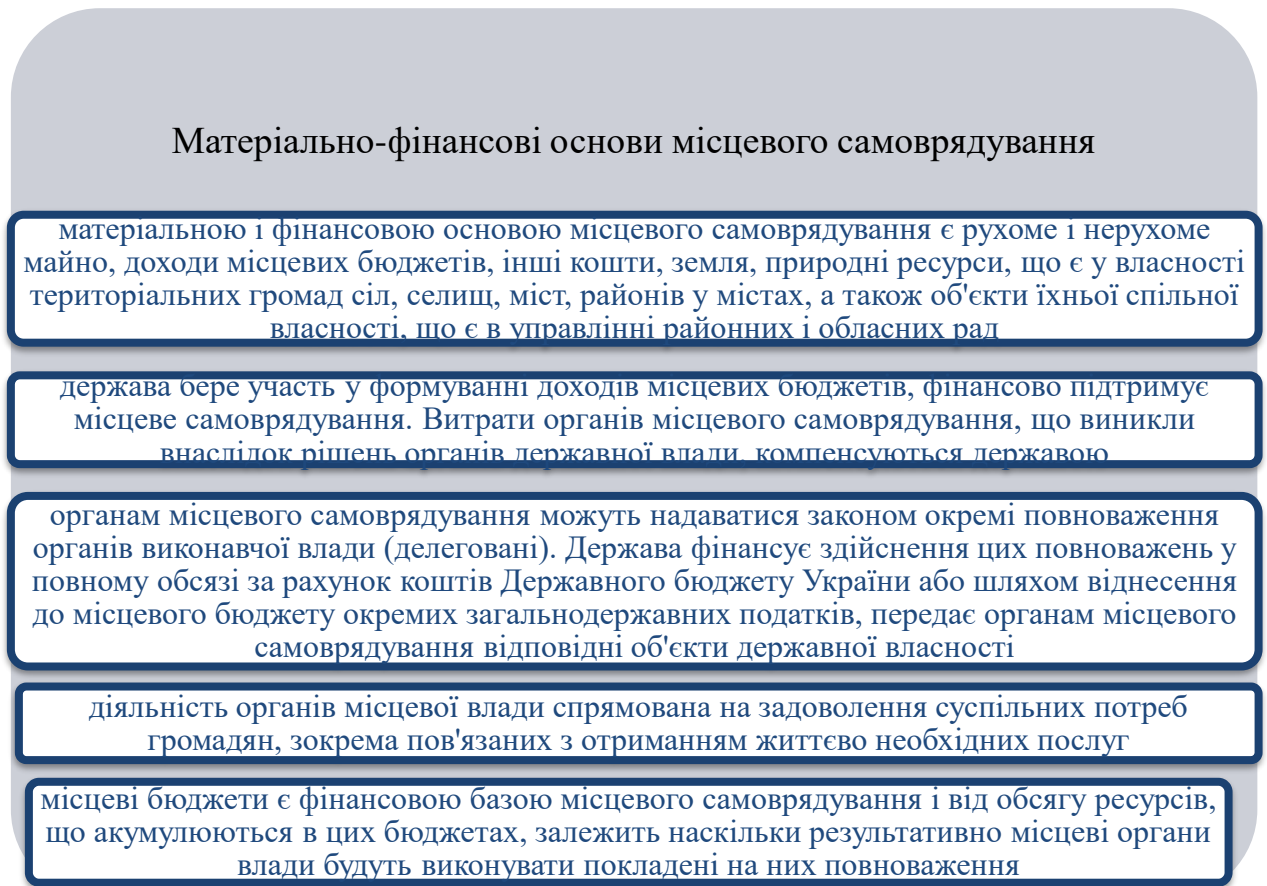 Матеріально-фінансові основи місцевого самоврядування
матеріальною і фінансовою основою місцевого самоврядування є рухоме і нерухоме
майно, доходи місцевих бюджетів, інші кошти, земля, природні ресурси, що є у власності
територіальних громад сіл, селищ, міст, районів у містах, а також об'єкти їхньої спільної
власності, що є в управлінні районних і обласних рад
держава бере участь у формуванні доходів місцевих бюджетів, фінансово підтримує
місцеве самоврядування. Витрати органів місцевого самоврядування, що виникли
внаслідок рішень органів державної влади, компенсуються державою
органам місцевого самоврядування можуть надаватися законом окремі повноваження
органів виконавчої влади (делеговані). Держава фінансує здійснення цих повноважень у
повному обсязі за рахунок коштів Державного бюджету України або шляхом віднесення
до місцевого бюджету окремих загальнодержавних податків, передає органам місцевого
самоврядування відповідні об'єкти державної власності
діяльність органів місцевої влади спрямована на задоволення суспільних потреб
громадян, зокрема пов'язаних з отриманням життєво необхідних послуг
місцеві бюджети є фінансовою базою місцевого самоврядування і від обсягу ресурсів,
що акумулюються в цих бюджетах, залежить наскільки результативно місцеві органи
влади будуть виконувати покладені на них повноваження